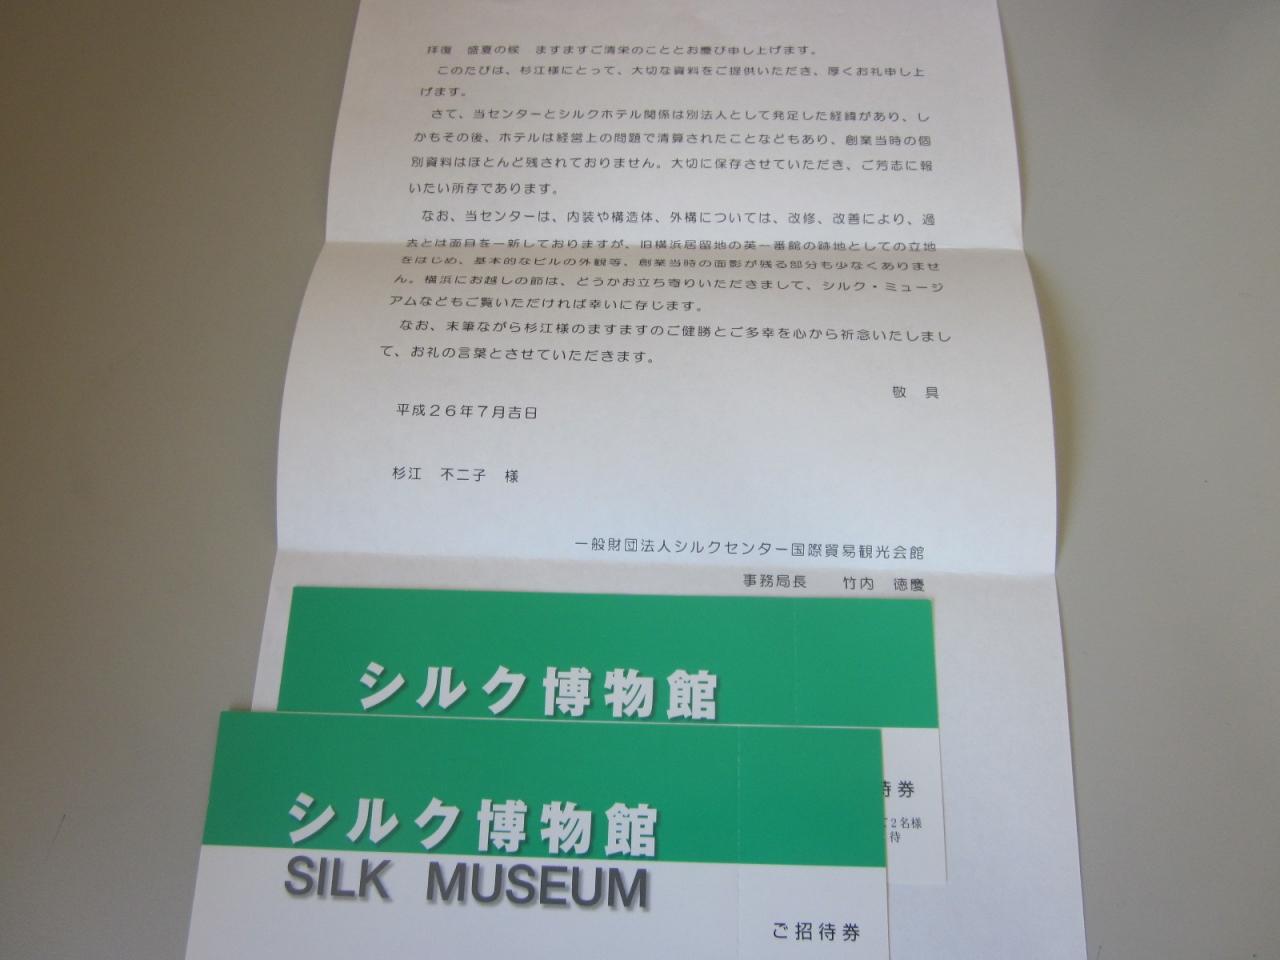 拝復　盛夏の候　ますますご清栄のこととお慶び申し上げます。
このたびは、杉江様にとって、大切な資料をご提供いただき、厚くお礼申し上
げます。
さて、当センターとシルクホテル関係は別法人として発足した経緯があり、し
かもその後、ホテルは経営上の問題で清算されたことなどもあり、創業当時の個
別資料はほとんど残されておりません。大切に保存させていただき、ご芳志に報
いたい所存であります。
なお、当センターは、内装や構造体、外構については、改修、改善により、過
去とは面目を一新しておりますが、旧横浜居留地の英一番館の跡地としての立地
をはじめ、基本的なビルの外観等、創業当時の面影が残る部分も少なくありませ
ん。横浜にお越しの節は、どうかお立ち寄りいただきまして、シルク・ミュージ
アムなどもご覧いただければ幸いに存じます。
なお、末筆ながら杉江様のますますのご健勝とご多幸を心から祈念いたしまし
て、お礼の言葉とさせていただきます。
敬　具
平成２６年７月吉日
杉江　不二子　様
一般財団法人シルクセンター国際貿易観光会館
事務局長　　竹内　徳慶
シルク博物館
待券
て2名様
待
シルク博物館
SILK MUSEUM
ご招待券